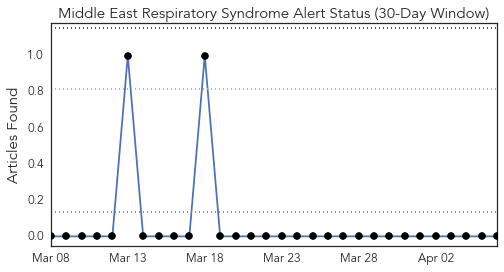 Middle East Respiratory Syndrome Alert Status (30-Day Window)
Articles Found
1.0
0.8
0.6
0.4
0.2
0.0
Mar 08 Mar 13 Mar 18 Mar 23 Mar 28 Apr 02